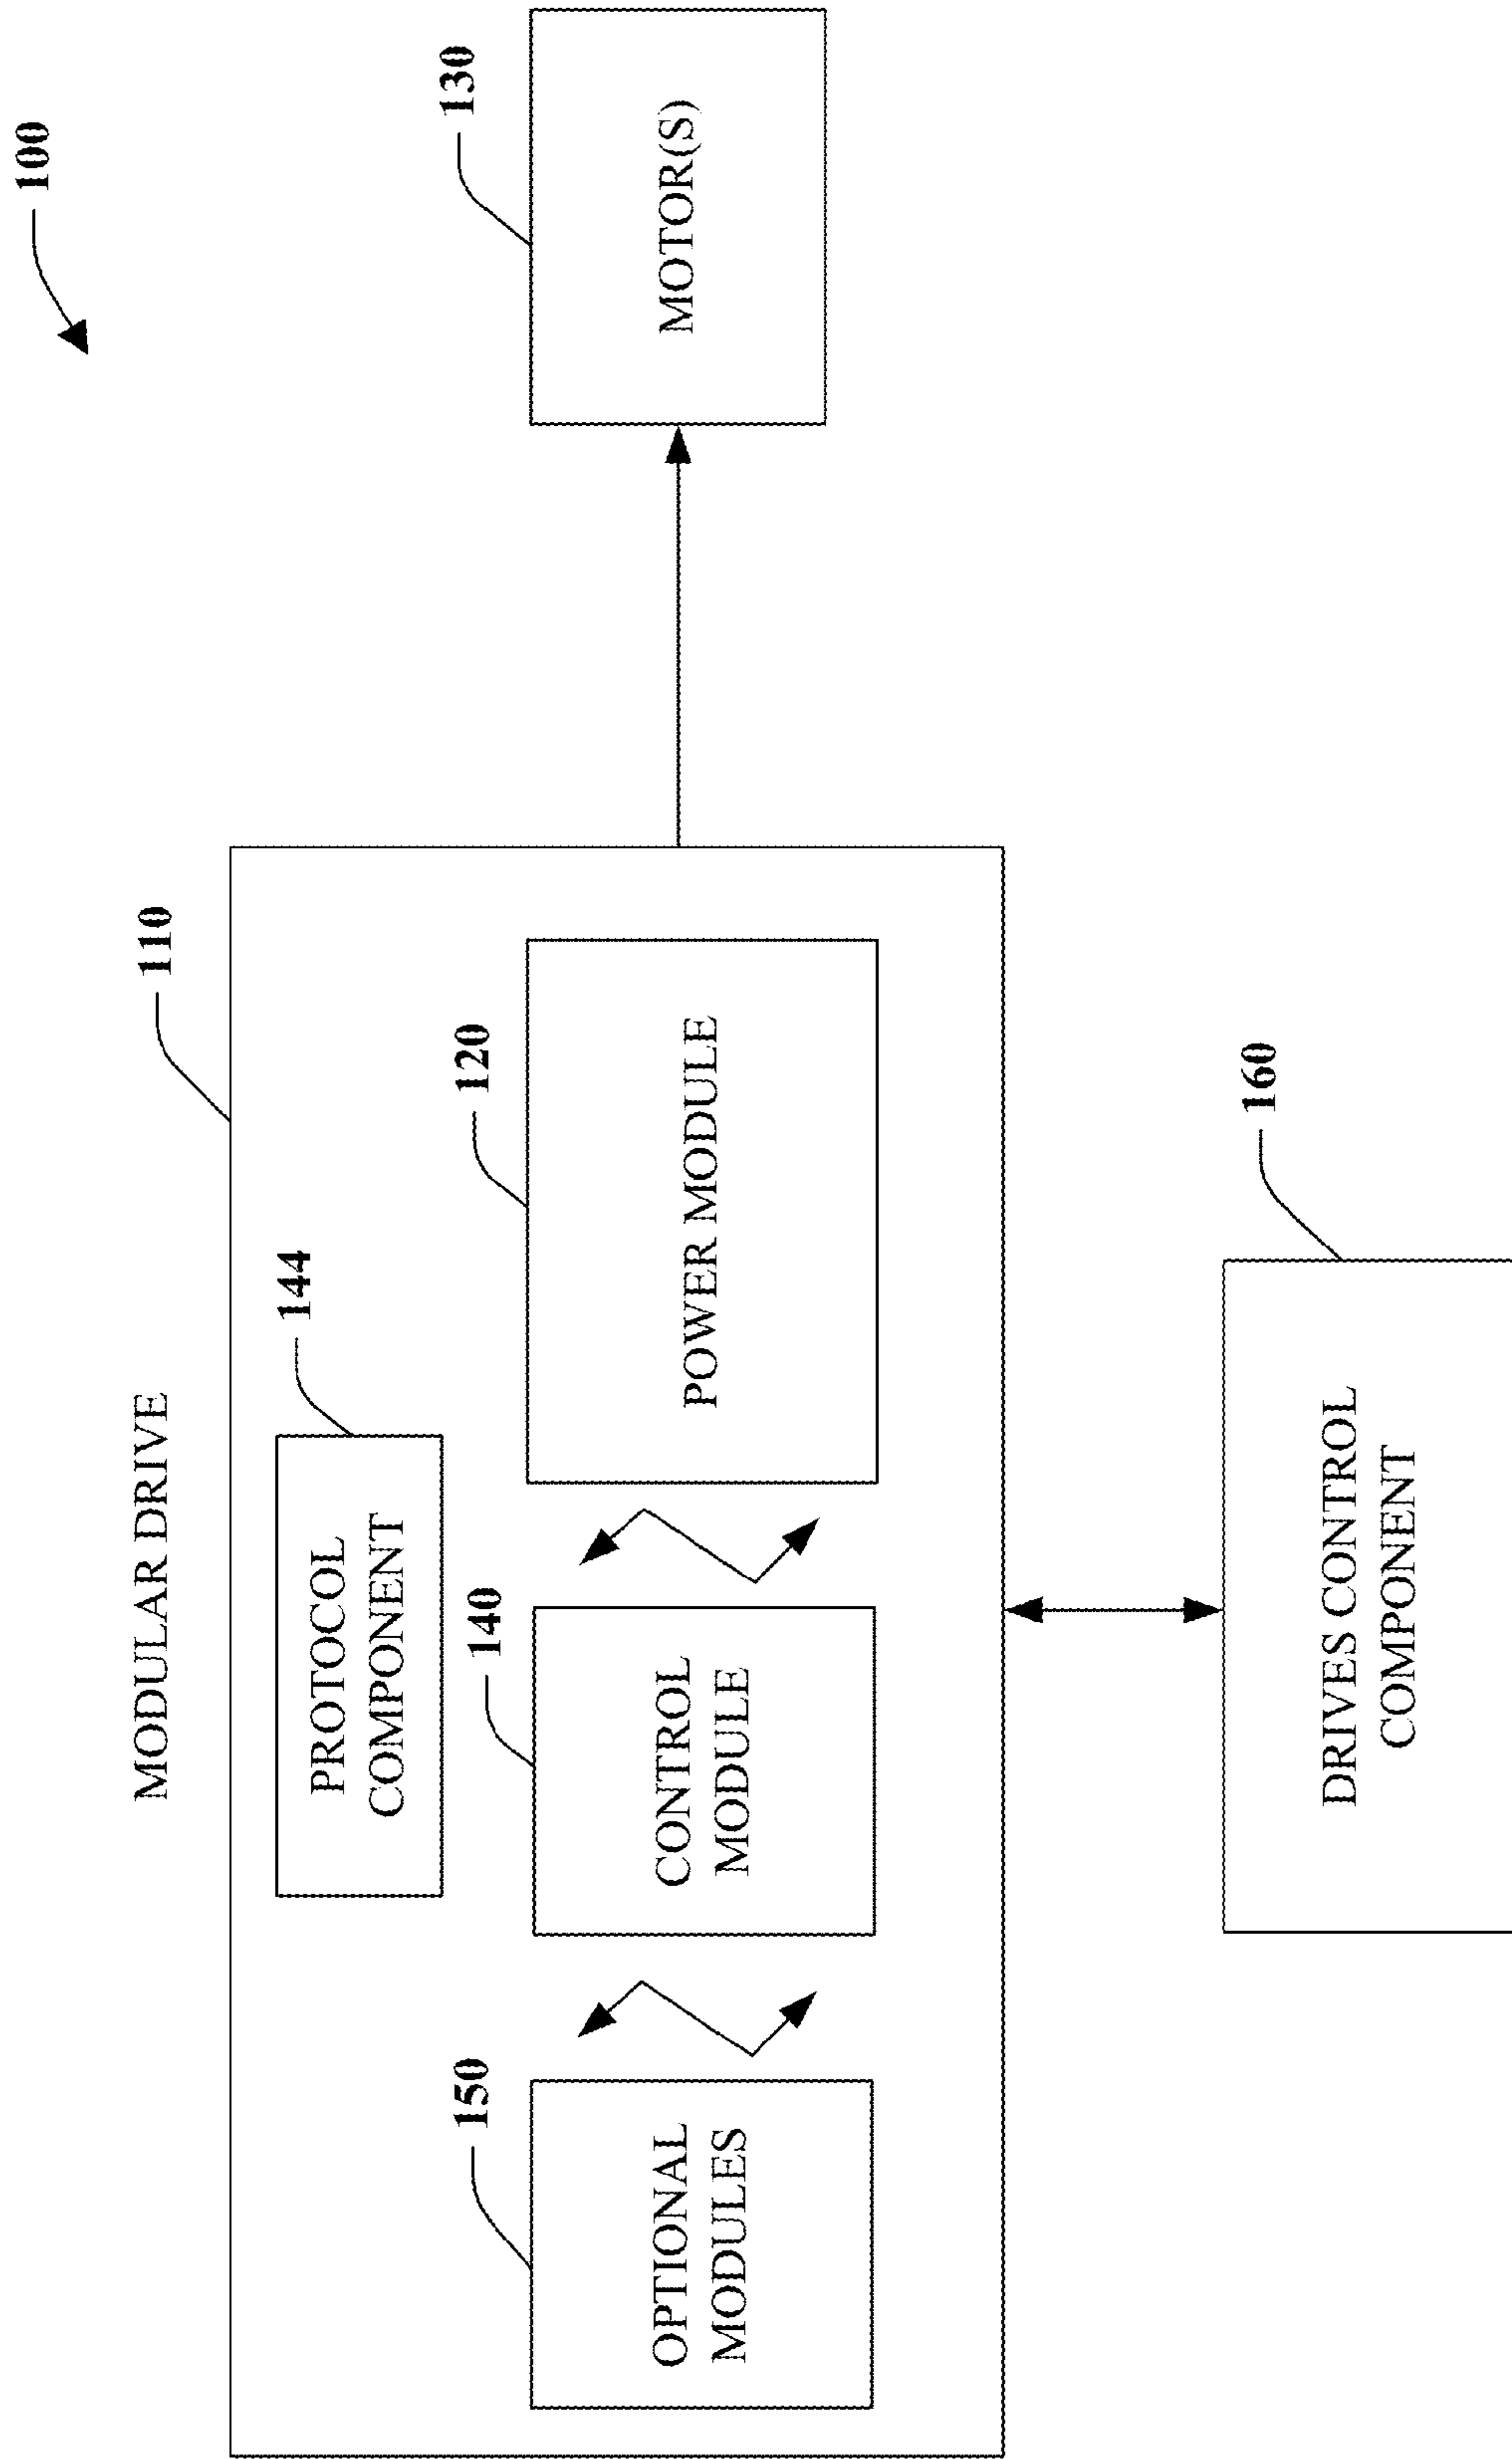 100
MODULAR DRIVE
110
PROTOCOL
COMPONENT
144
150
OPTIONAL
MODULES
140
CONTROL
MODULE
120
POWER MODULE
130
MOTOR(S)
160
DRIVES CONTROL
COMPONENT